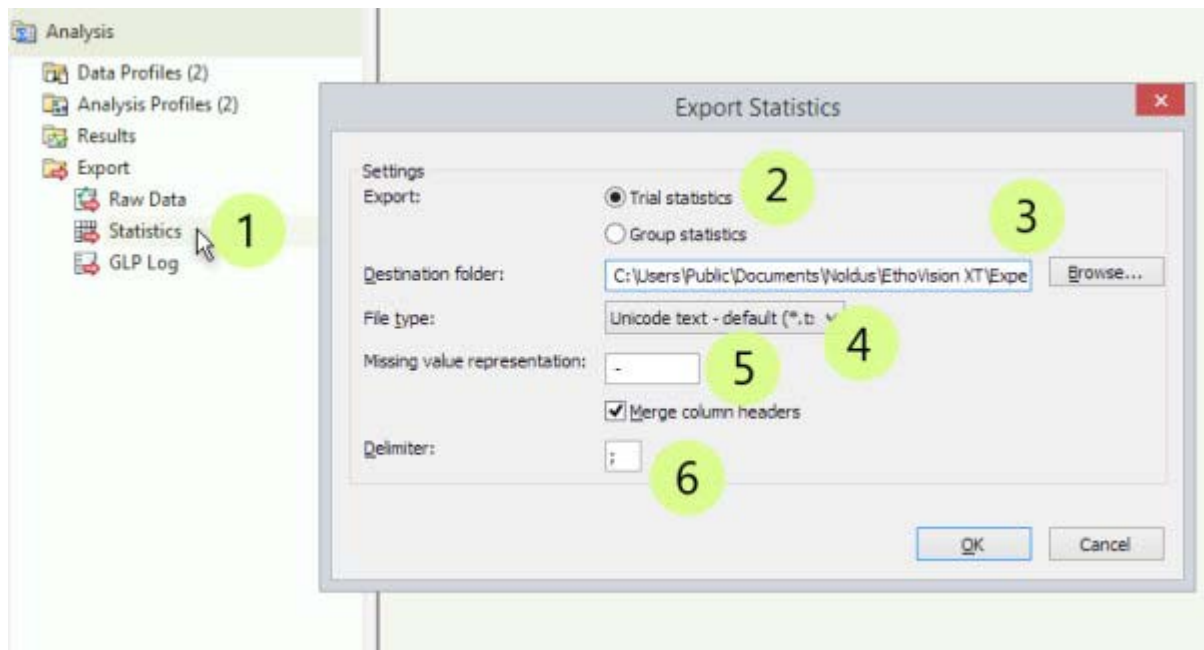 Analysis
Data Profiles (2)
Analysis Profiles (2)
Results
Export
Raw Data
Statistics
1
GLP Log
Export Statistics
Settings
Export:
Trial statistics
2
Group statistics
3
Destination folder:
C:\Users\Public\Documents\Noldus\EthoVision XT\Expe
Browse...
File type:
Unicode text - default (*.t
4
Missing value representation:
-
5
Merge column headers
Delimiter:
;
6
OK
Cancel